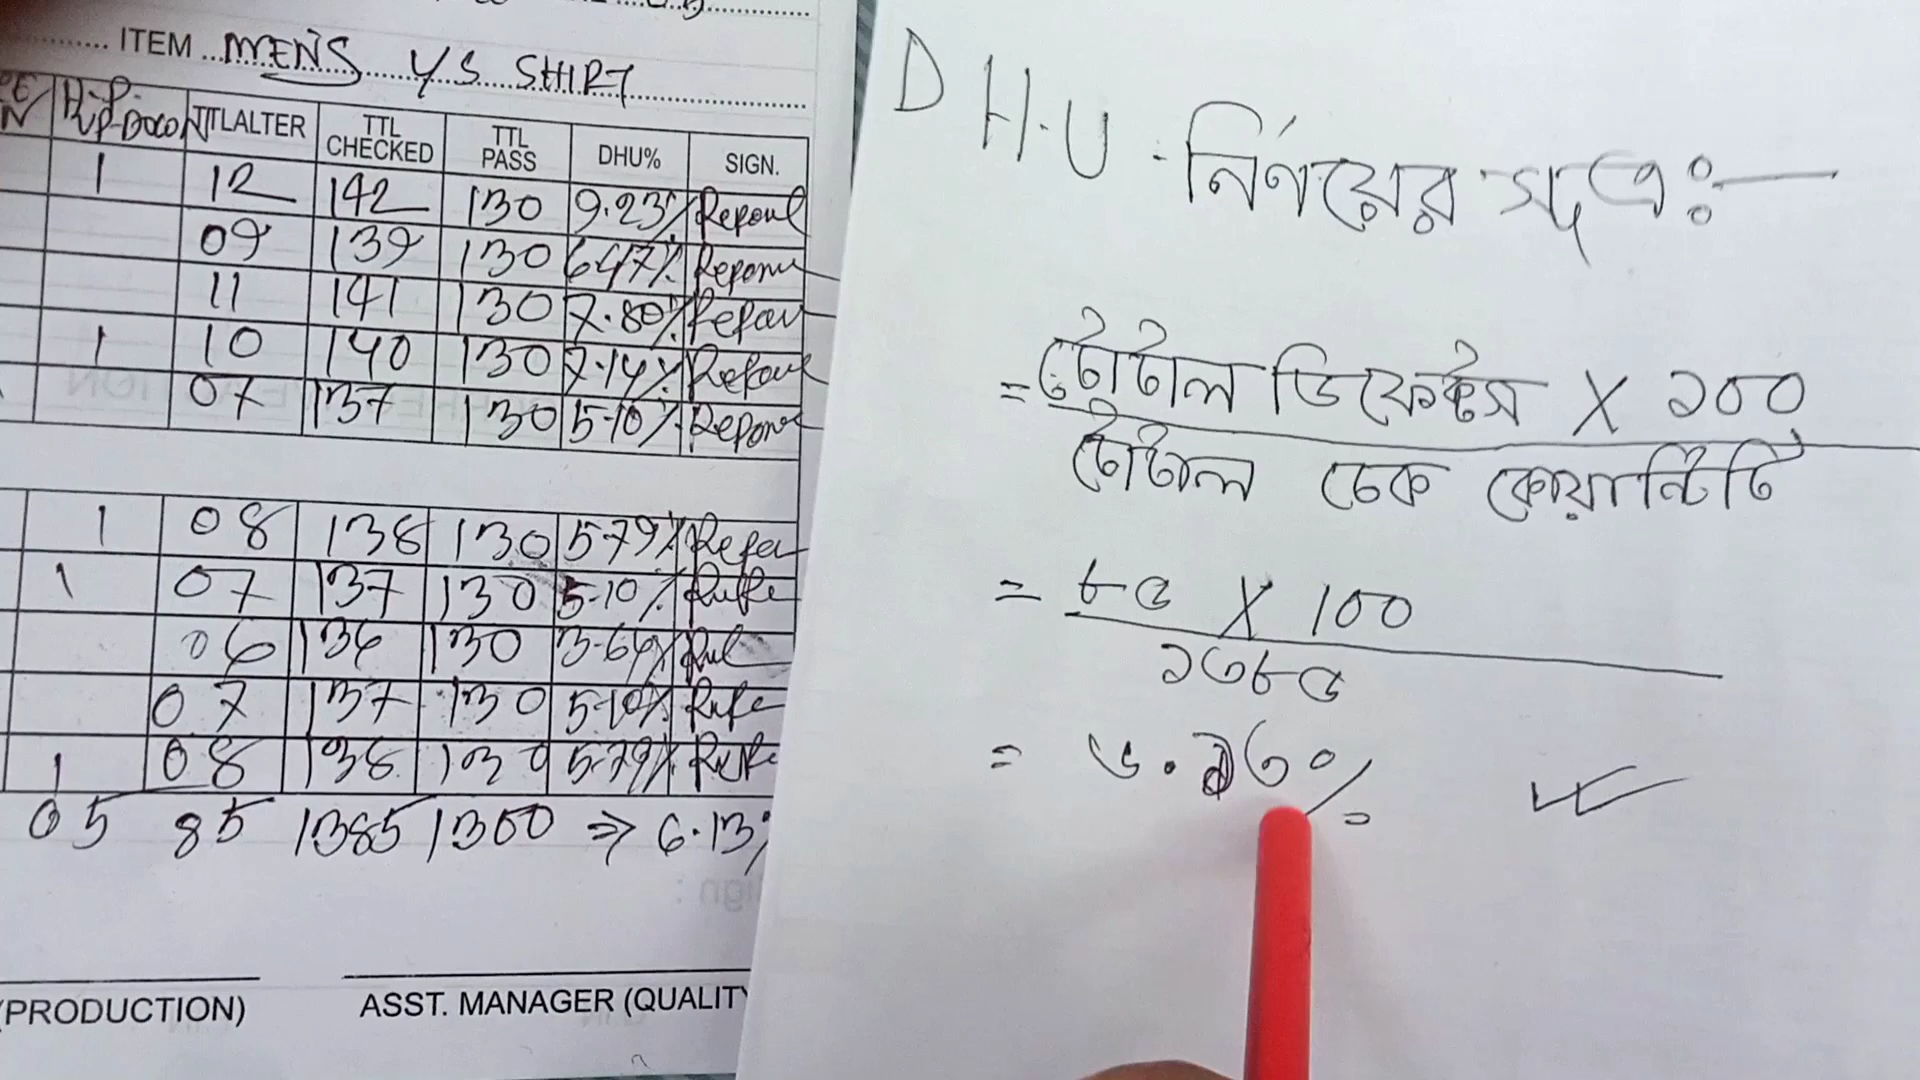 ITEM MENS Y/S SHIRT
TTLALTER TTL CHECKED TTL PASS DHU% SIGN.
1 12 142 130 9.23%
09 139 130 6.47%
11 141 130 7.80%
1 10 140 130 7.14%
07 137 130 5.10%
1 08 138 130 5.79%
1 07 137 130 5.10%
06 136 130 3.64%
07 137 130 5.10%
1 08 138 130 5.79%
05 85 1385 1300 ⇒ 6.13%
(PRODUCTION) ASST. MANAGER (QUALITY
D.H.U. নির্ণয়ের সূত্রঃ—
= টোটাল ডিফেক্টস X ১০০
টোটাল চেক কোয়ান্টিটি
= ৮৫ X 100
১৩৮৫
= ৬.১৩%